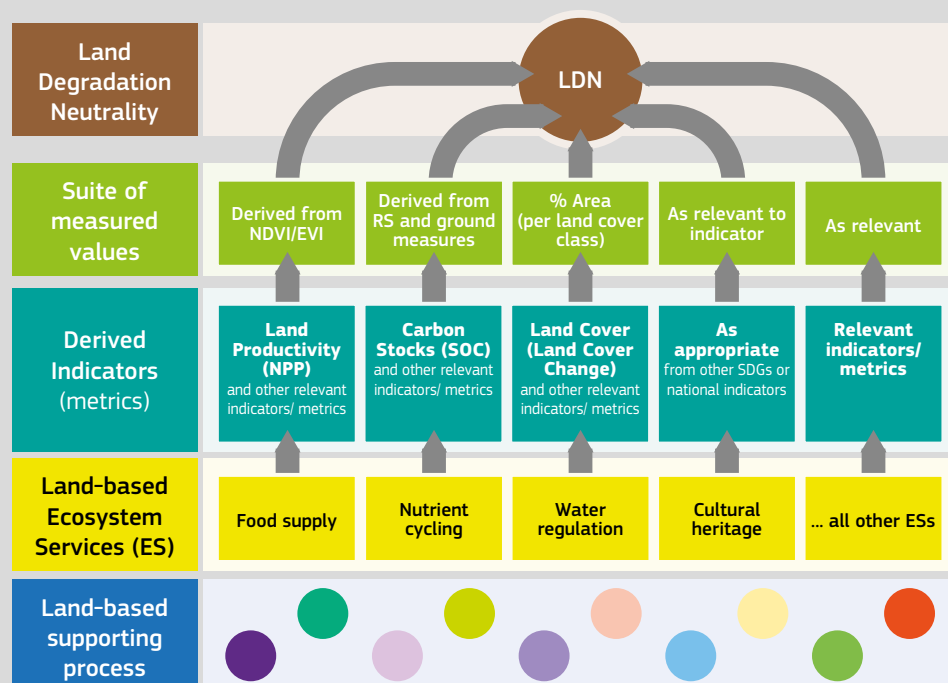 Land
Degradation
Neutrality
LDN
Suite of
measured
values
Derived from
NDVI/EVI
Derived from
RS and ground
measures
% Area
(per land cover
class)
As relevant to
indicator
As relevant
Derived
Indicators
(metrics)
Land
Productivity
(NPP)
and other relevant
indicators/ metrics
Carbon
Stocks (SOC)
and other relevant
indicators/ metrics
Land Cover
(Land Cover
Change)
and other relevant
indicators/ metrics
As
appropriate
from other SDGs or
national indicators
Relevant
indicators/
metrics
Land-based
Ecosystem
Services (ES)
Food supply
Nutrient
cycling
Water
regulation
Cultural
heritage
... all other ESs
Land-based
supporting
process